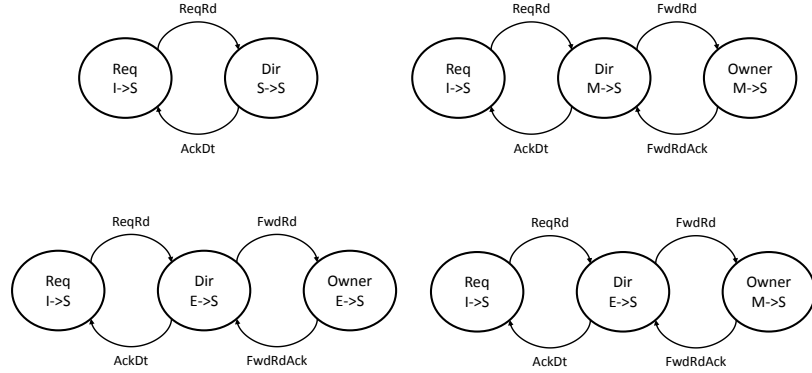 ReqRd
Req
I->S
Dir
S->S
AckDt
ReqRd
FwdRd
Req
I->S
Dir
M->S
Owner
M->S
AckDt
FwdRdAck
ReqRd
FwdRd
Req
I->S
Dir
E->S
Owner
E->S
AckDt
FwdRdAck
ReqRd
FwdRd
Req
I->S
Dir
E->S
Owner
M->S
AckDt
FwdRdAck